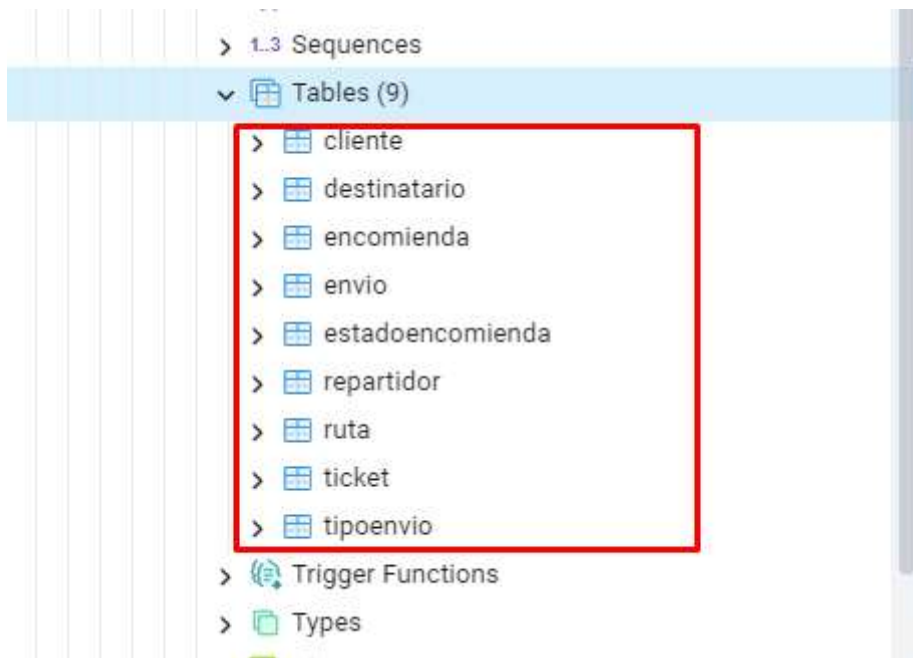 1..3 Sequences
Tables (9)
cliente
destinatario
encomienda
envio
estadoencomienda
repartidor
ruta
ticket
tipoenvio
Trigger Functions
Types